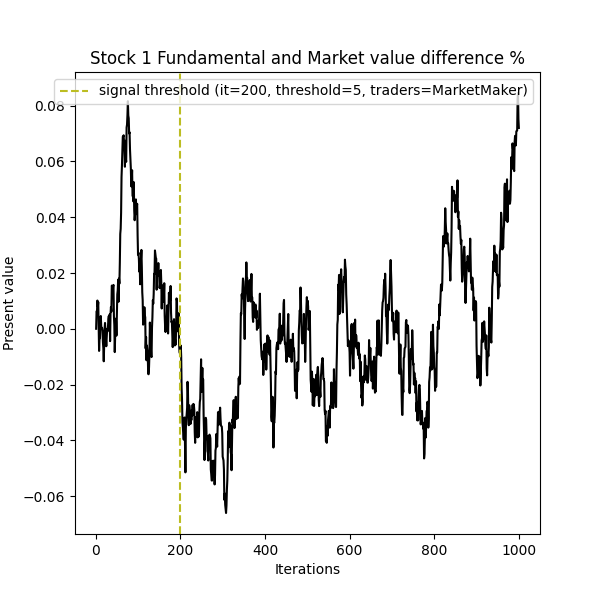 Stock 1 Fundamental and Market value difference %
signal threshold (it=200, threshold=5, traders=MarketMaker)
0.08
0.06
0.04
0.02
0.00
−0.02
−0.04
−0.06
Present value
0 200 400 600 800 1000
Iterations